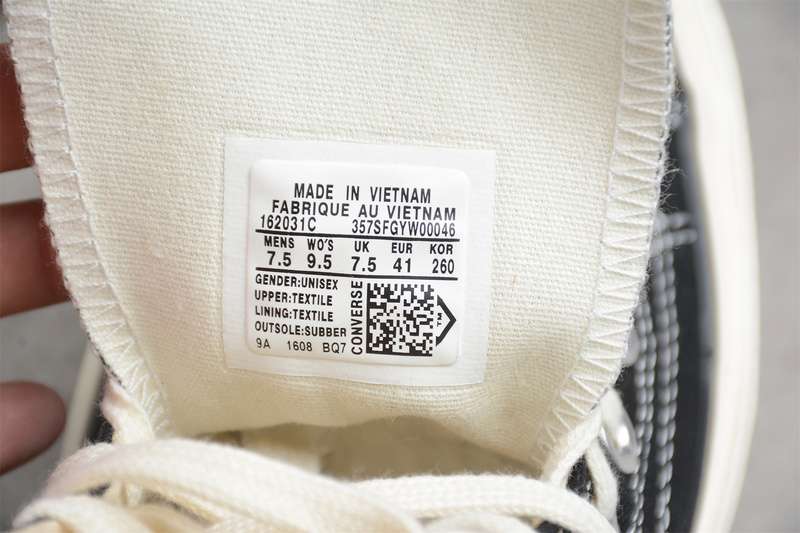 MADE IN VIETNAM
FABRIQUE AU VIETNAM
162031C 357SFGYW00046
MENS WO'S UK EUR KOR
7.5 9.5 7.5 41 260
GENDER:UNISEX
UPPER:TEXTILE
LINING:TEXTILE
OUTSOLE:SUBBER
9A 1608 BQ7
CONVERSE
TM